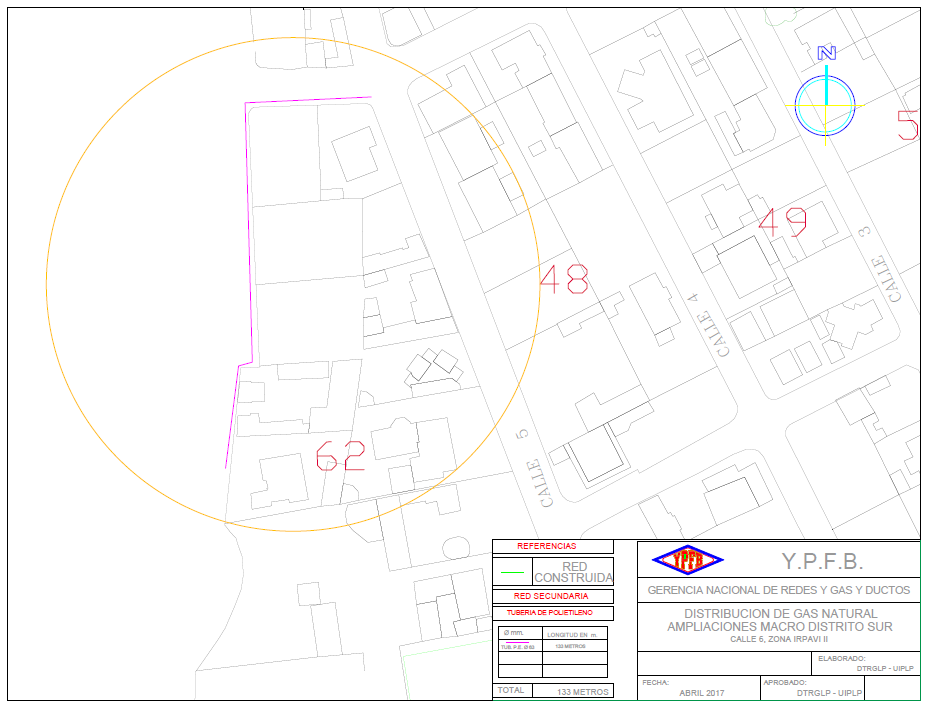 N
5
49
3
CALLE
48
4
CALLE
62
5
CALLE
REFERENCIAS
RED
CONSTRUIDA
RED SECUNDARIA
TUBERIA DE POLIETILENO
Ø mm. LONGITUD EN m.
TUB. P.E. Ø 63 133 METROS
TOTAL 133 METROS
YPFB Y.P.F.B.
GERENCIA NACIONAL DE REDES Y GAS Y DUCTOS
DISTRIBUCION DE GAS NATURAL
AMPLIACIONES MACRO DISTRITO SUR
CALLE 6, ZONA IRPAVI II
ELABORADO:
DTRGLP - UIPLP
FECHA:
ABRIL 2017
APROBADO:
DTRGLP - UIPLP